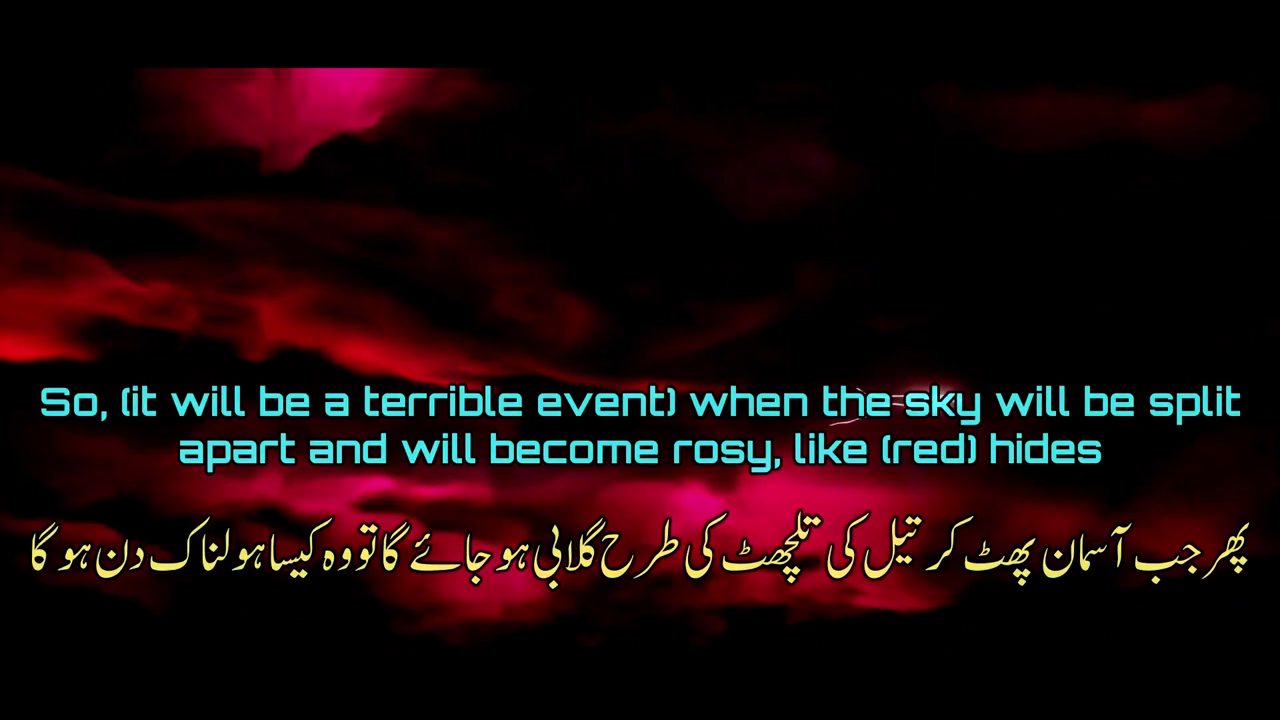 So, (it will be a terrible event) when the sky will be split
apart and will become rosy, like (red) hides
پھر جب آسمان پھٹ کر تیل کی تلچھٹ کی طرح گلابی ہو جائے گا تو وہ کیسا ہولناک دن ہو گا